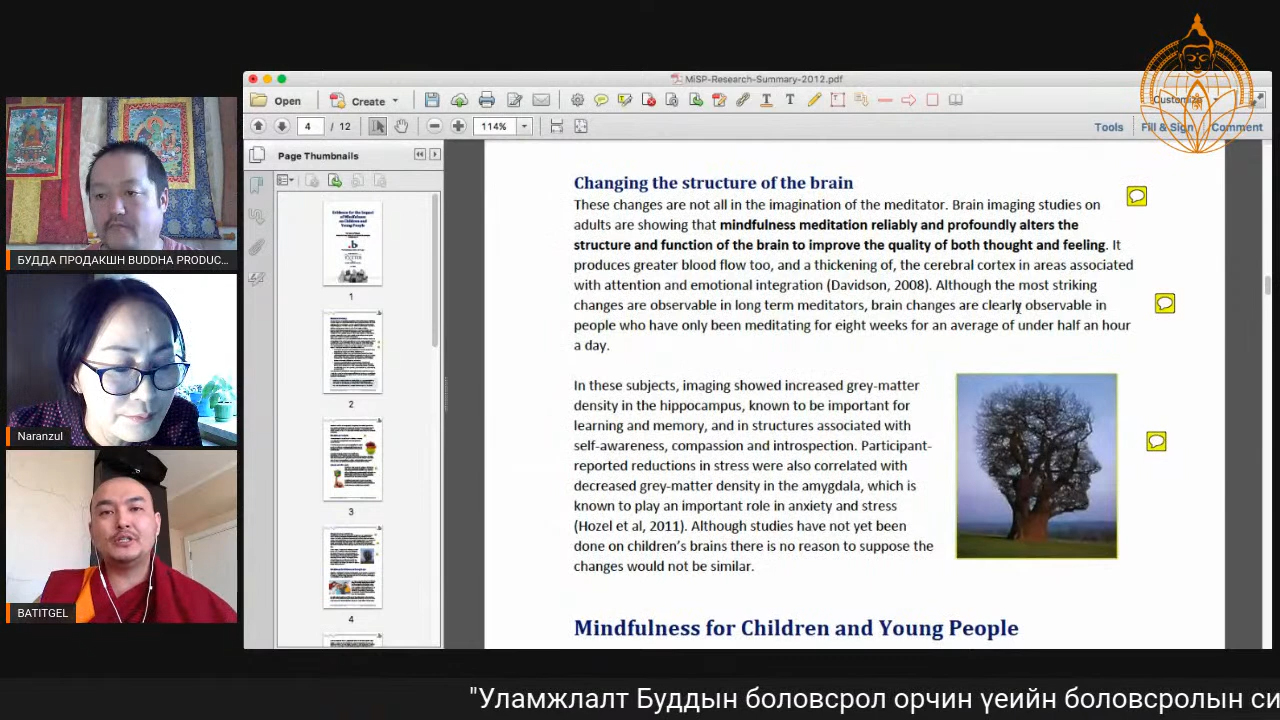 MiSP-Research-Summary-2012.pdf
Open
Create
Customize
4 / 12
114%
Tools
Fill & Sign
Comment
Page Thumbnails
1
2
3
4
БУДДА ПРОДАКШН BUDDHA PRODUC...
Naranzul
BATITGEL
Changing the structure of the brain
These changes are not all in the imagination of the meditator. Brain imaging studies on
adults are showing that mindfulness meditation reliably and profoundly alters the
structure and function of the brain to improve the quality of both thought and feeling. It
produces greater blood flow too, and a thickening of, the cerebral cortex in areas associated
with attention and emotional integration (Davidson, 2008). Although the most striking
changes are observable in long term meditators, brain changes are clearly observable in
people who have only been meditating for eight weeks for an average of under half an hour
a day.
In these subjects, imaging showed increased grey-matter
density in the hippocampus, known to be important for
learning and memory, and in structures associated with
self-awareness, compassion and introspection. Participant-
reported reductions in stress were also correlated with
decreased grey-matter density in the amygdala, which is
known to play an important role in anxiety and stress
(Hozel et al, 2011). Although studies have not yet been
done on children's brains there is no reason to suppose the
changes would not be similar.
Mindfulness for Children and Young People
"Уламжлалт Буддын боловсрол орчин үеийн боловсролын си